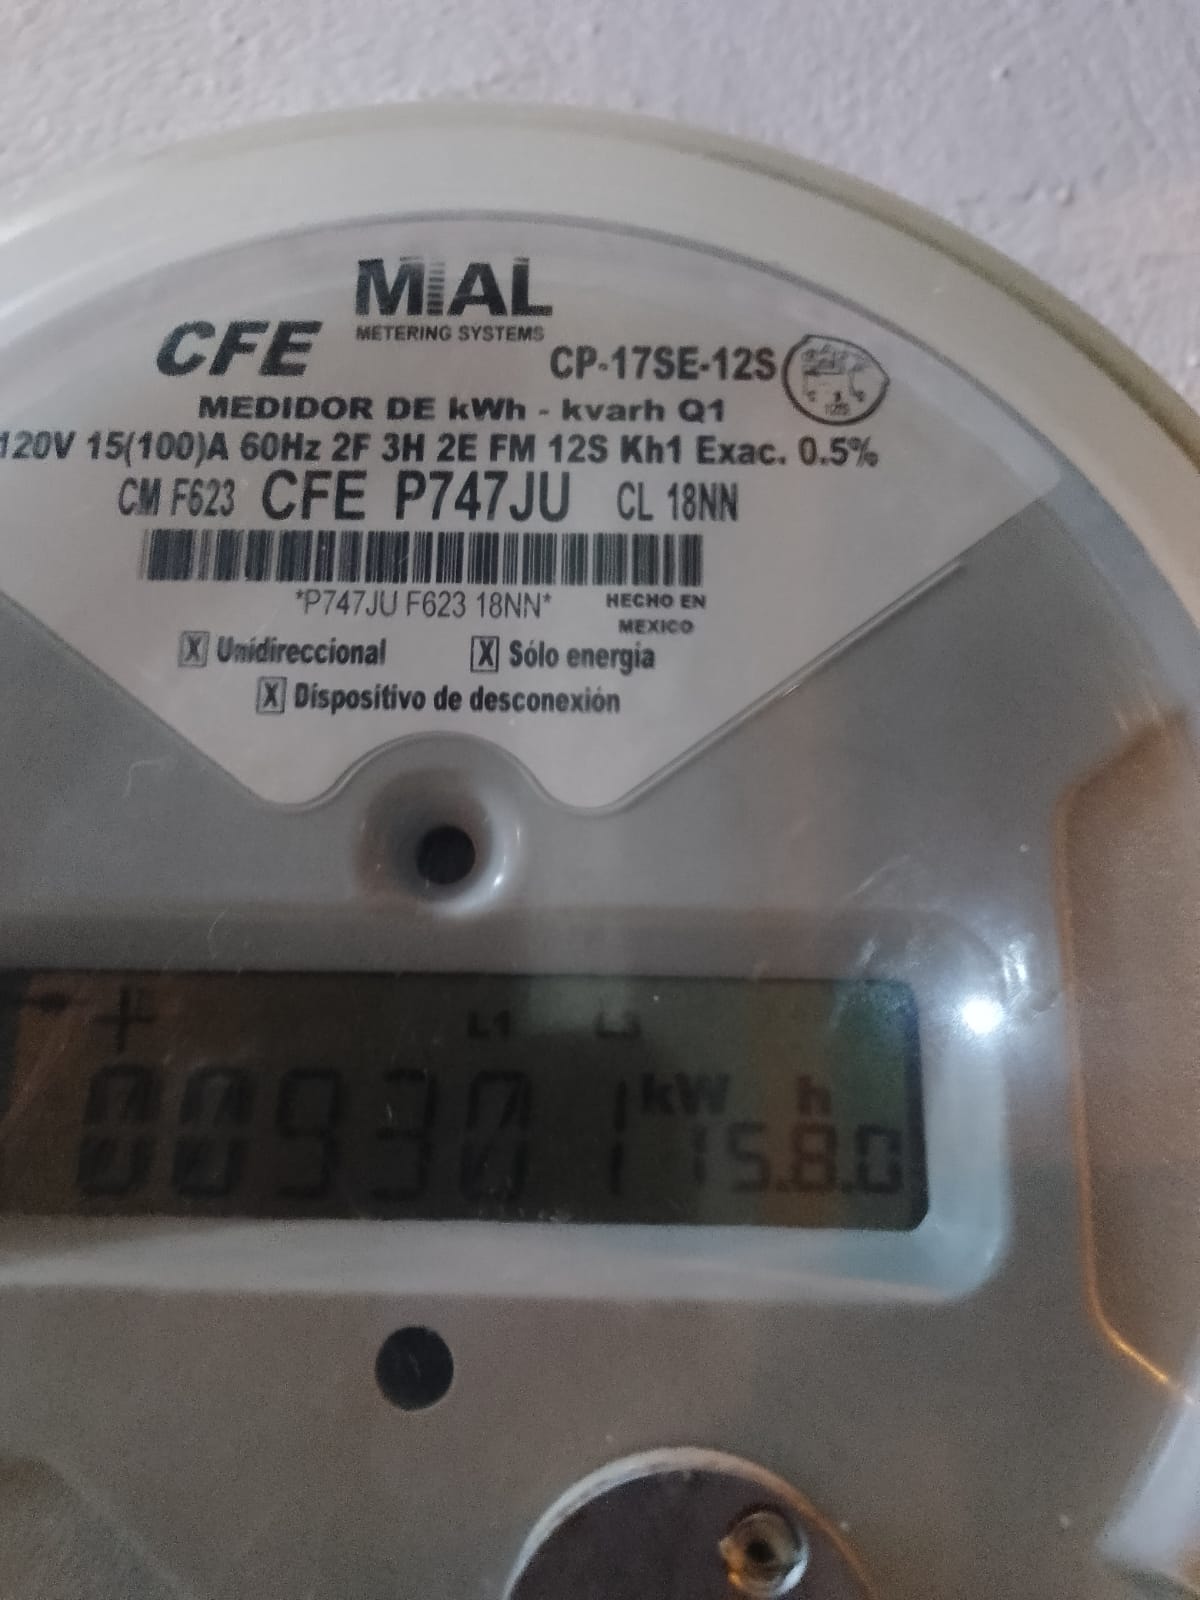 MIAL
METERING SYSTEMS
CFE
CP-17SE-12S
MEDIDOR DE kWh - kvarh Q1
120V 15(100)A 60Hz 2F 3H 2E FM 12S Kh1 Exac. 0.5%
CM F623 CFE P747JU CL 18NN
*P747JU F623 18NN*
HECHO EN
MEXICO
X Unidireccional X Sólo energía
X Dispositivo de desconexión
+ L1 L3
009301 kW h
15.8.0